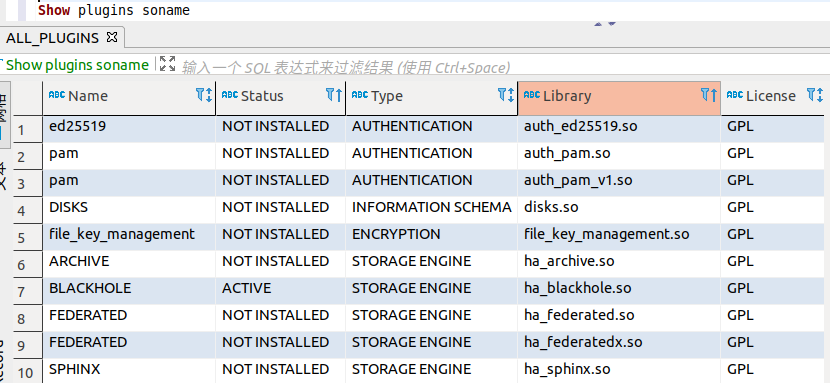 Show plugins soname
ALL_PLUGINS
Show plugins soname 输入一个 SQL 表达式来过滤结果 (使用 Ctrl+Space)
ABC Name ABC Status ABC Type ABC Library ABC License
1 ed25519 NOT INSTALLED AUTHENTICATION auth_ed25519.so GPL
2 pam NOT INSTALLED AUTHENTICATION auth_pam.so GPL
3 pam NOT INSTALLED AUTHENTICATION auth_pam_v1.so GPL
4 DISKS NOT INSTALLED INFORMATION SCHEMA disks.so GPL
5 file_key_management NOT INSTALLED ENCRYPTION file_key_management.so GPL
6 ARCHIVE NOT INSTALLED STORAGE ENGINE ha_archive.so GPL
7 BLACKHOLE ACTIVE STORAGE ENGINE ha_blackhole.so GPL
8 FEDERATED NOT INSTALLED STORAGE ENGINE ha_federated.so GPL
9 FEDERATED NOT INSTALLED STORAGE ENGINE ha_federatedx.so GPL
10 SPHINX NOT INSTALLED STORAGE ENGINE ha_sphinx.so GPL